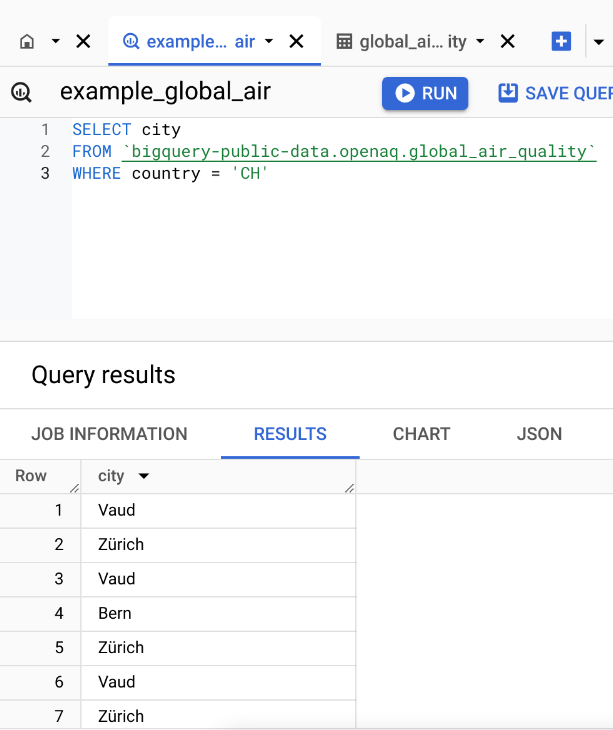 example... air global_ai... ity
example_global_air RUN SAVE QUER
1 SELECT city
2 FROM `bigquery-public-data.openaq.global_air_quality`
3 WHERE country = 'CH'
Query results
JOB INFORMATION RESULTS CHART JSON
Row city
1 Vaud
2 Zürich
3 Vaud
4 Bern
5 Zürich
6 Vaud
7 Zürich